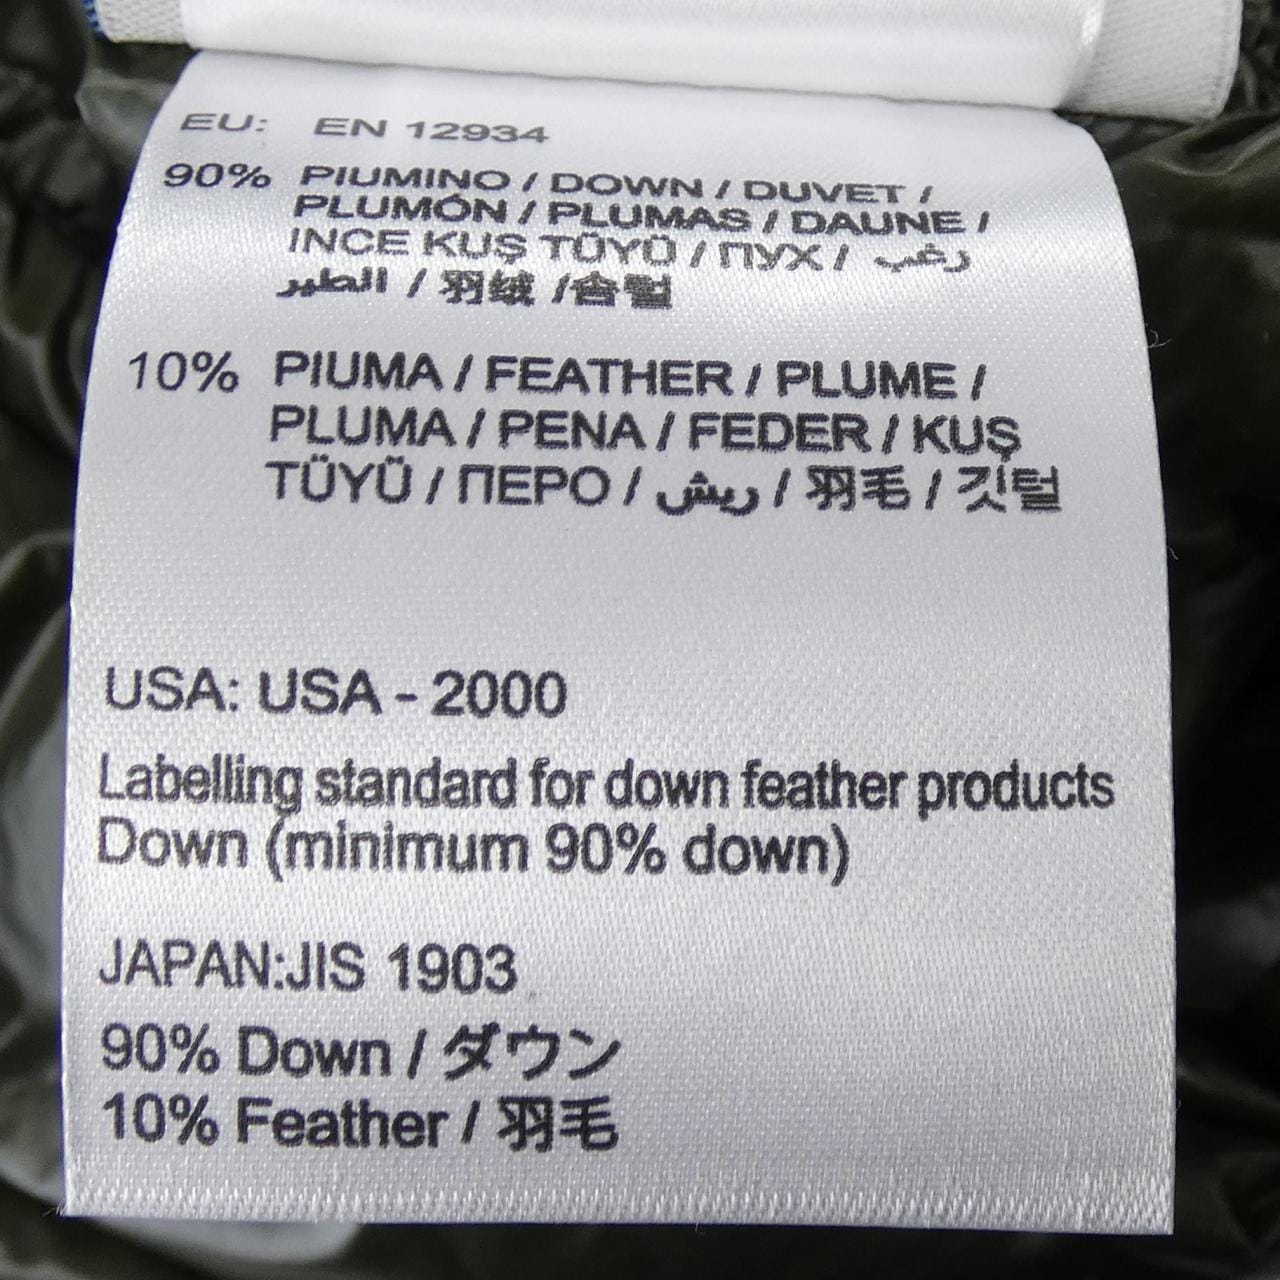 EU: EN 12934
90% PIUMINO / DOWN / DUVET /
PLUMÓN / PLUMAS / DAUNE /
INCE KUŞ TÜYÜ / ПУХ / رغب
الطير / 羽绒 /솜털
10% PIUMA / FEATHER / PLUME /
PLUMA / PENA / FEDER / KUŞ
TÜYÜ / ПЕРО / ريش / 羽毛 / 깃털
USA: USA - 2000
Labelling standard for down feather products
Down (minimum 90% down)
JAPAN:JIS 1903
90% Down / ダウン
10% Feather / 羽毛